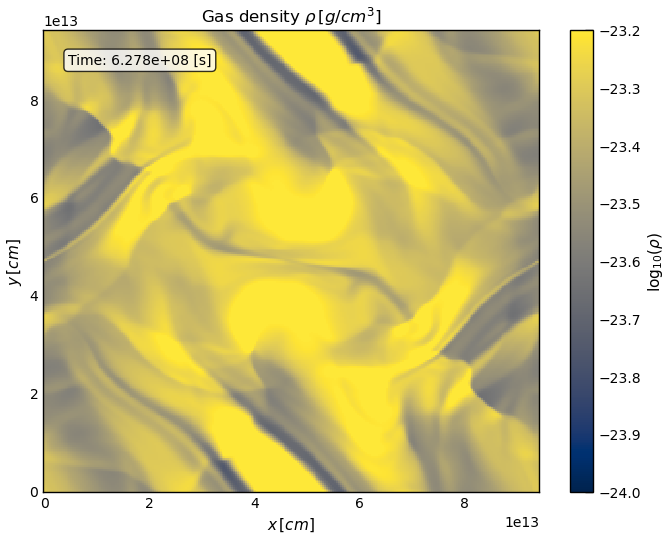 Gas density ρ [g/cm³]
1e13
Time: 6.278e+08 [s]
8
6
4
2
0
y [cm]
0 2 4 6 8
1e13
x [cm]
−23.2
−23.3
−23.4
−23.5
−23.6
−23.7
−23.8
−23.9
−24.0
log₁₀(ρ)